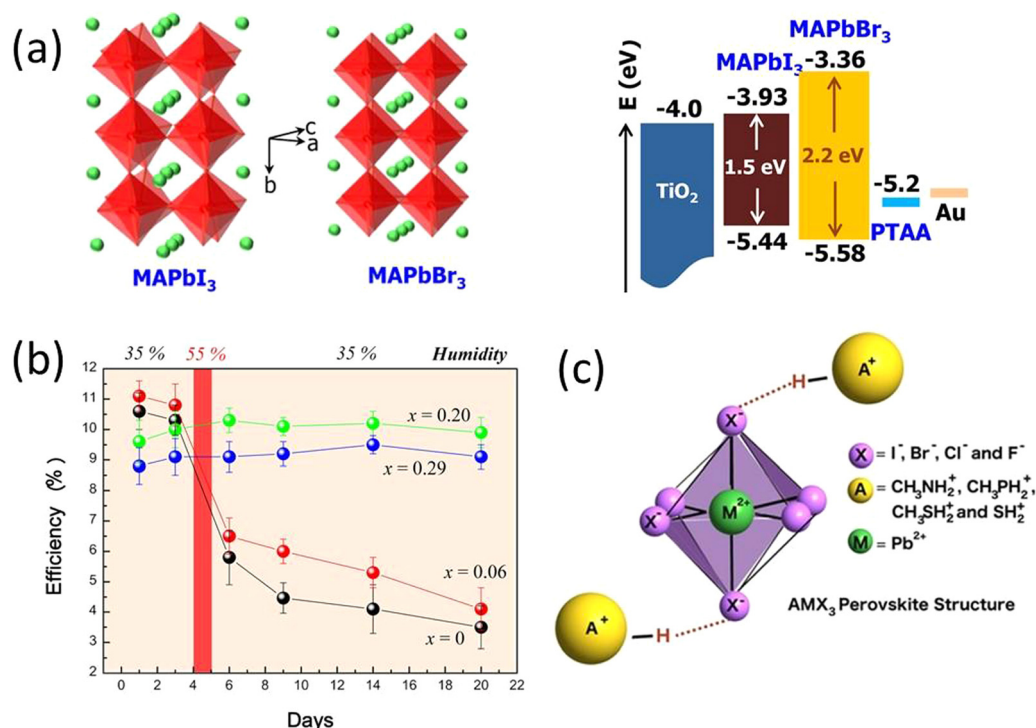 (a)
MAPbI3
MAPbBr3
c
a
b
E (eV)
MAPbBr3
-3.36
MAPbI3
-3.93
-4.0
1.5 eV
2.2 eV
TiO2
-5.2
PTAA
Au
-5.44
-5.58
(b)
35 %
55 %
35 %
Humidity
Efficiency (%)
12
11
10
9
8
7
6
5
4
3
2
x = 0.20
x = 0.29
x = 0.06
x = 0
0 2 4 6 8 10 12 14 16 18 20 22
Days
(c)
A+
H
X-
X-
M2+
X-
H
A+
X = I-, Br-, Cl- and F-
A = CH3NH2+, CH3PH2+,
CH3SH2+ and SH2+
M = Pb2+
AMX3 Perovskite Structure